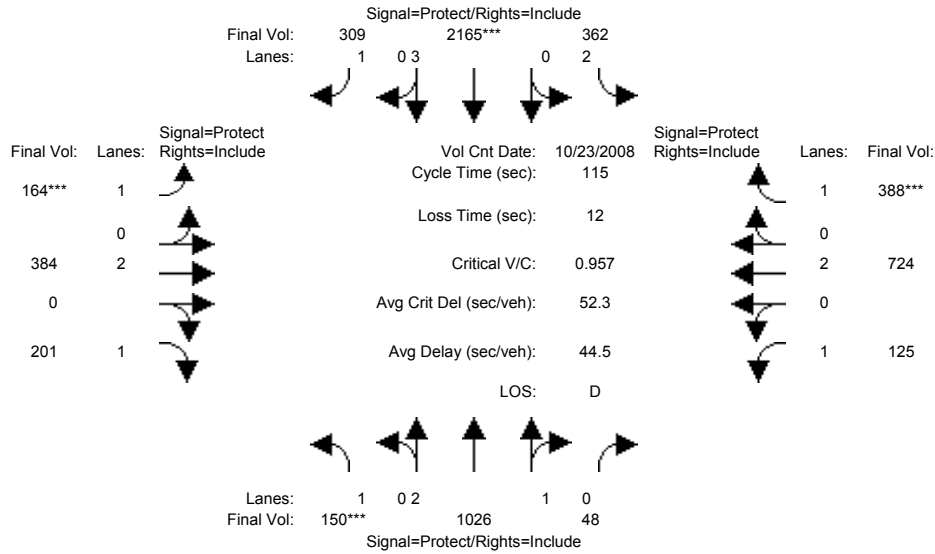 Signal=Protect/Rights=Include
Final Vol: 309 2165*** 362
Lanes: 1 0 3 0 2
Signal=Protect Signal=Protect
Final Vol: Lanes: Rights=Include Vol Cnt Date: 10/23/2008 Rights=Include Lanes: Final Vol:
Cycle Time (sec): 115
164*** 1 1 388***
Loss Time (sec): 12
0 0
384 2 Critical V/C: 0.957 2 724
0 0 Avg Crit Del (sec/veh): 52.3 0
201 1 Avg Delay (sec/veh): 44.5 1 125
LOS: D
Lanes: 1 0 2 1 0
Final Vol: 150*** 1026 48
Signal=Protect/Rights=Include